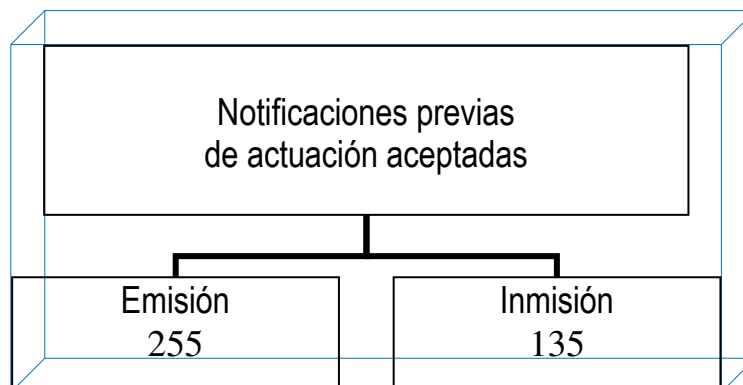 Notificaciones previas
de actuación aceptadas
Emisión
255
Inmisión
135